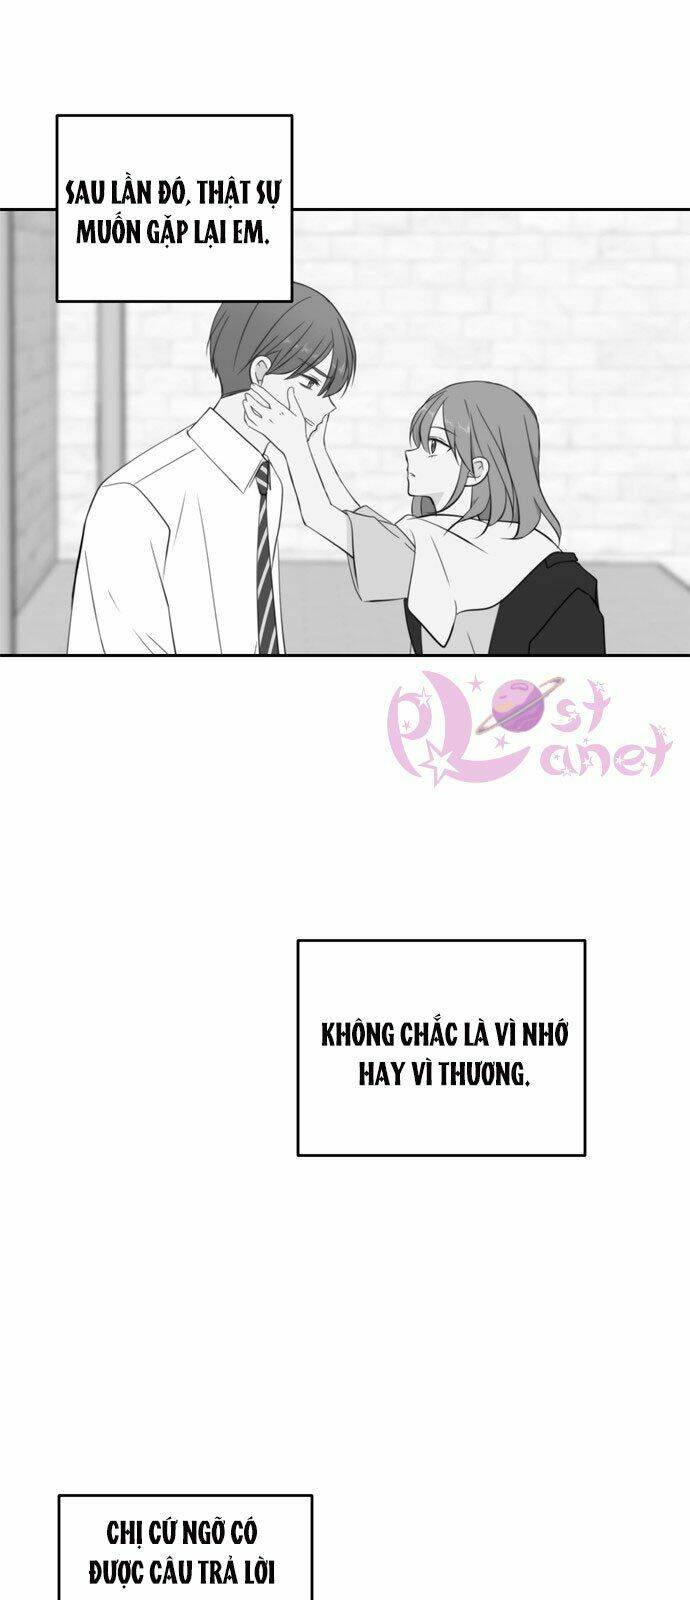 SAU LẦN ĐÓ, THẬT SỰ
MUỐN GẶP LẠI EM.
Lost
Planet
KHÔNG CHẮC LÀ VÌ NHỚ
HAY VÌ THƯƠNG.
CHỊ CỨ NGỠ CÓ
ĐƯỢC CÂU TRẢ LỜI